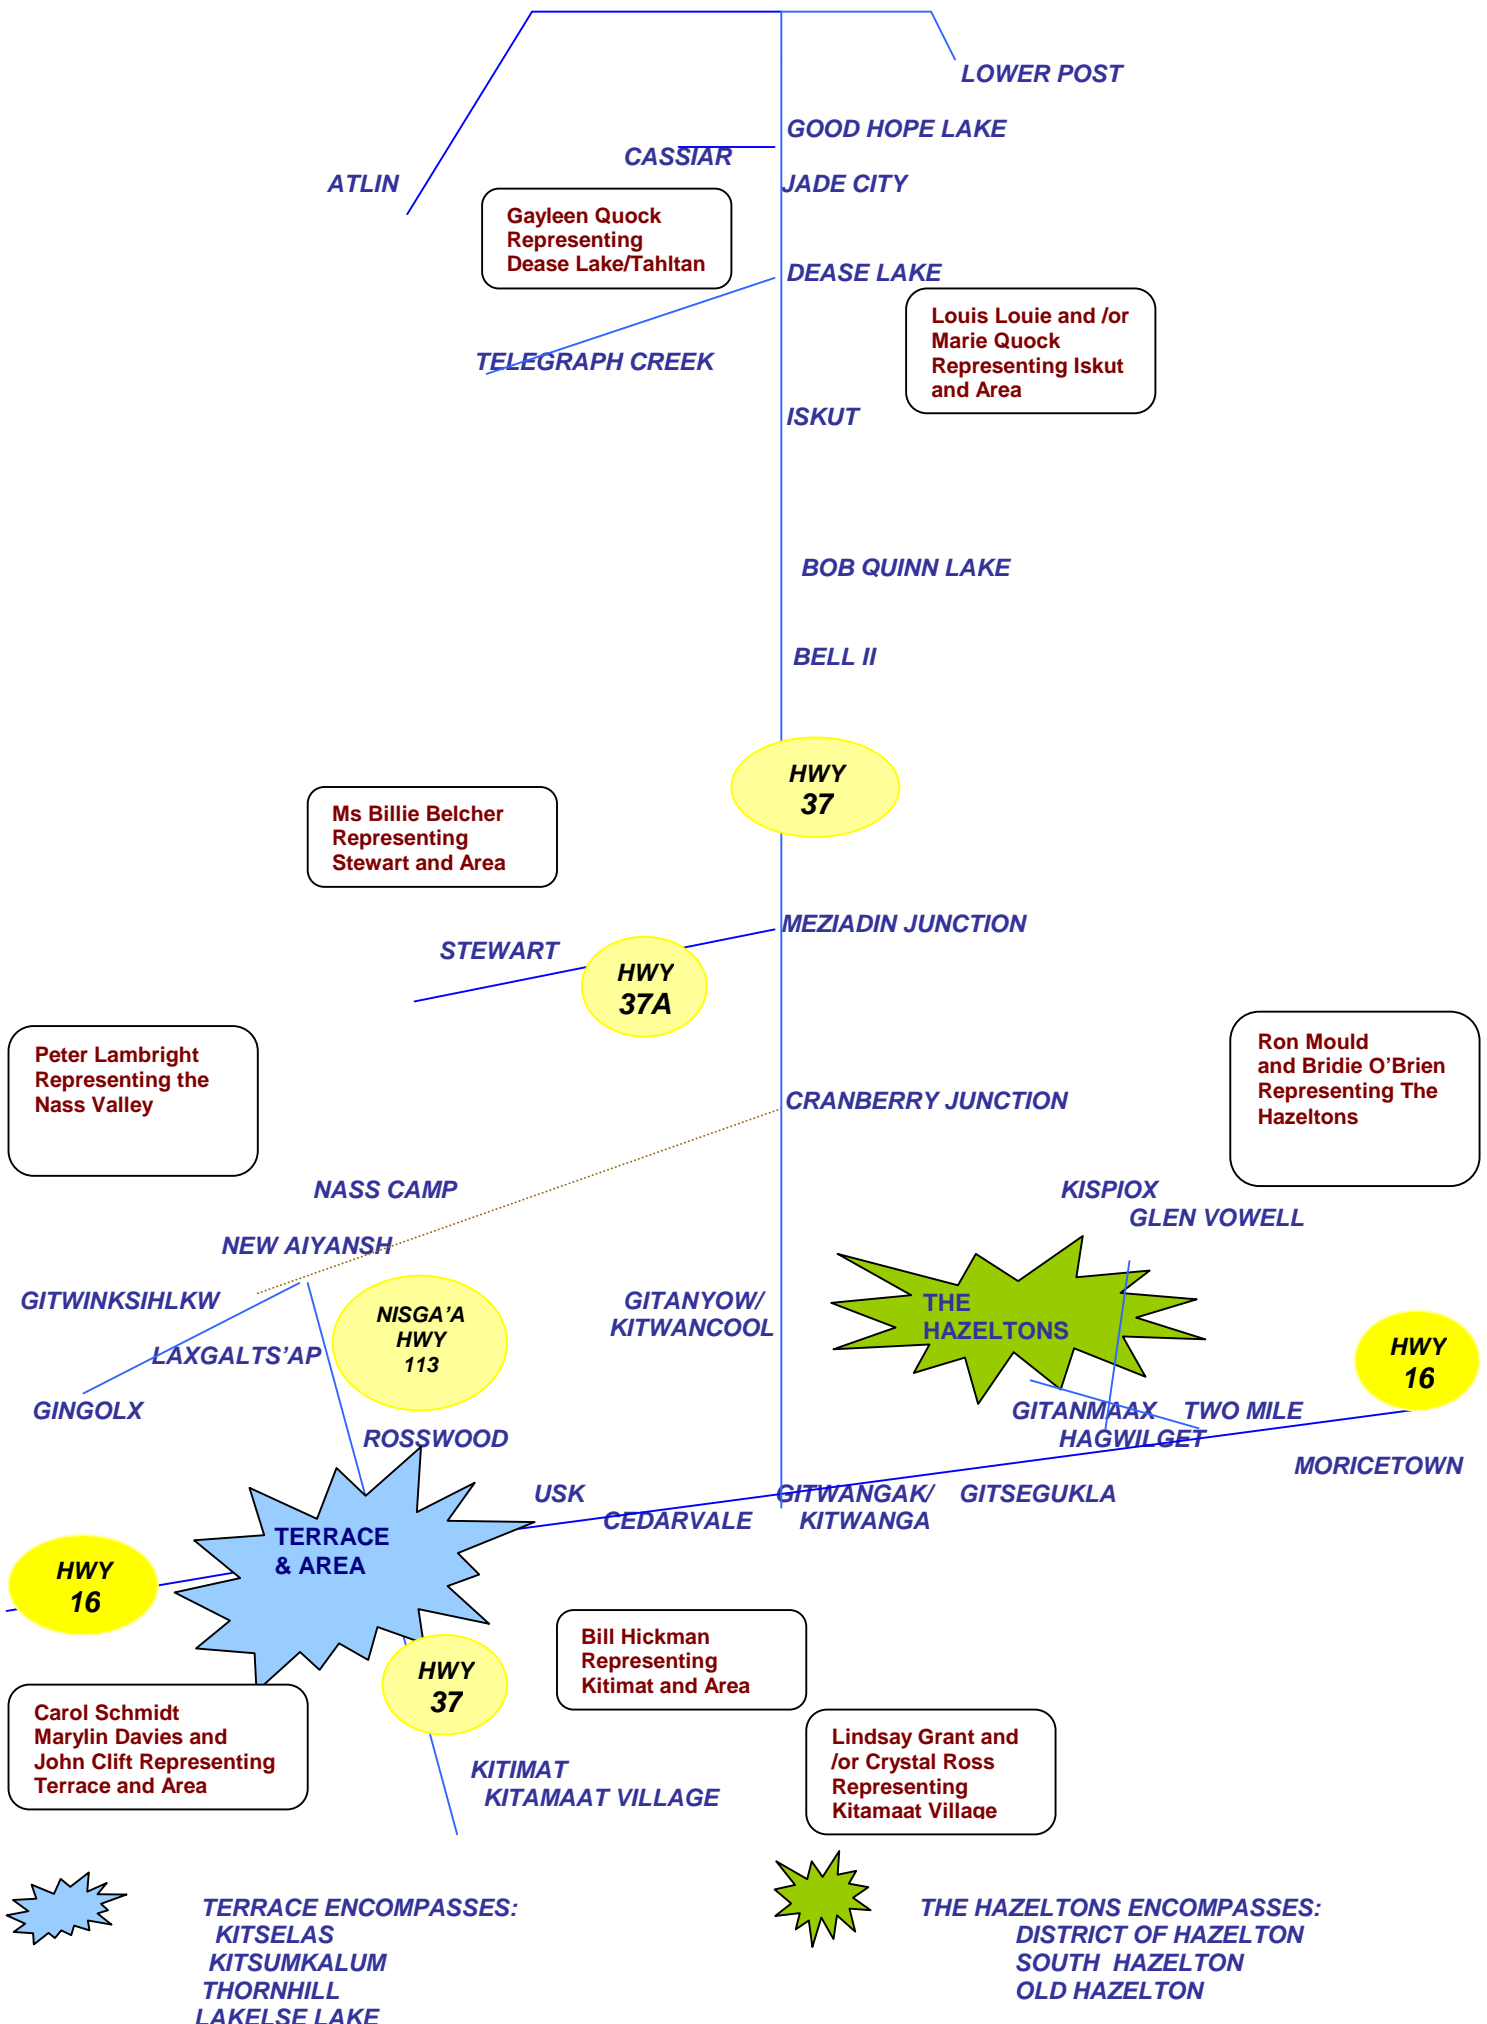 LOWER POST
GOOD HOPE LAKE
CASSIAR
ATLIN
JADE CITY
Gayleen Quock
Representing
Dease Lake/Tahltan
DEASE LAKE
Louis Louie and /or
Marie Quock
Representing Iskut
and Area
TELEGRAPH CREEK
ISKUT
BOB QUINN LAKE
BELL II
HWY
37
Ms Billie Belcher
Representing
Stewart and Area
MEZIADIN JUNCTION
STEWART
HWY
37A
Peter Lambright
Representing the
Nass Valley
Ron Mould
and Bridie O'Brien
Representing The
Hazeltons
CRANBERRY JUNCTION
NASS CAMP
KISPIOX
GLEN VOWELL
NEW AIYANSH
GITWINKSIHLKW
NISGA'A
HWY
113
GITANYOW/
KITWANCOOL
THE
HAZELTONS
HWY
16
LAXGALTS'AP
GINGOLX
GITANMAAX TWO MILE
HAGWILGET
ROSSWOOD
MORICETOWN
USK
GITWANGAK/ GITSEGUKLA
CEDARVALE KITWANGA
TERRACE
& AREA
HWY
16
Bill Hickman
Representing
Kitimat and Area
HWY
37
Carol Schmidt
Marylin Davies and
John Clift Representing
Terrace and Area
Lindsay Grant and
/or Crystal Ross
Representing
Kitamaat Village
KITIMAT
KITAMAAT VILLAGE
TERRACE ENCOMPASSES:
KITSELAS
KITSUMKALUM
THORNHILL
LAKELSE LAKE
THE HAZELTONS ENCOMPASSES:
DISTRICT OF HAZELTON
SOUTH HAZELTON
OLD HAZELTON